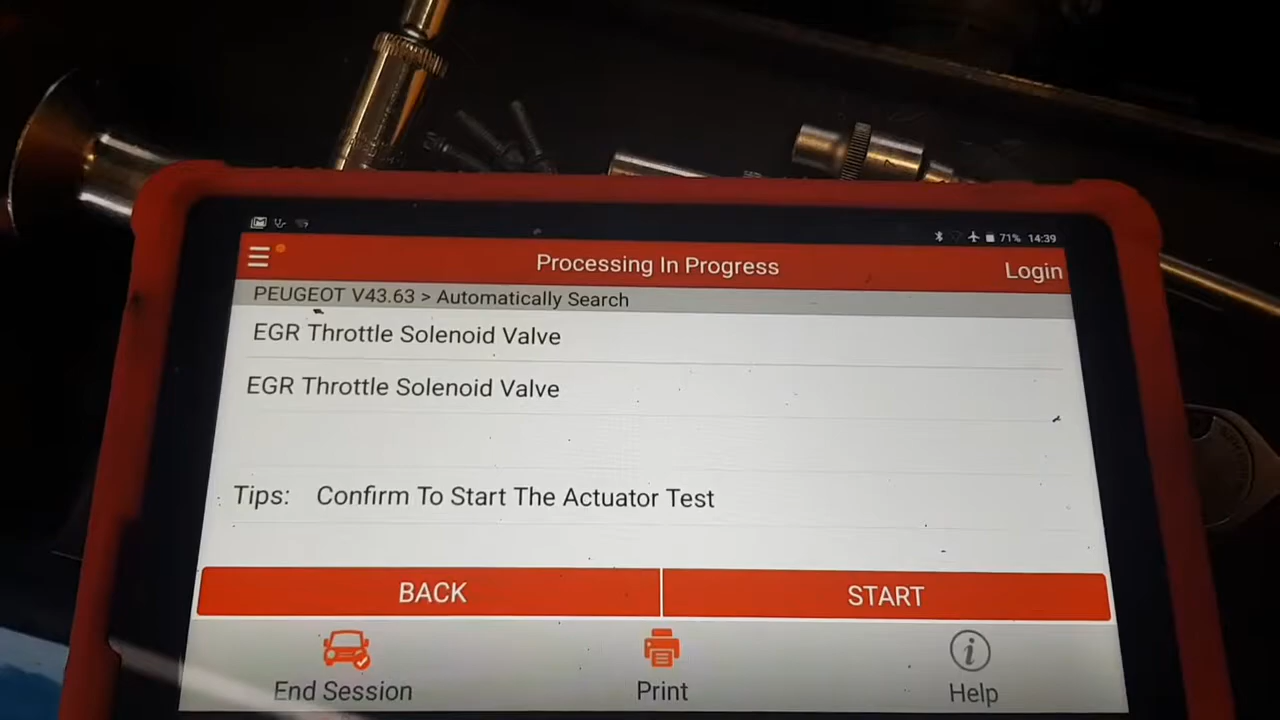 71% 14:39
Processing In Progress
Login
PEUGEOT V43.63 > Automatically Search
EGR Throttle Solenoid Valve
EGR Throttle Solenoid Valve
Tips: Confirm To Start The Actuator Test
BACK START
End Session Print Help